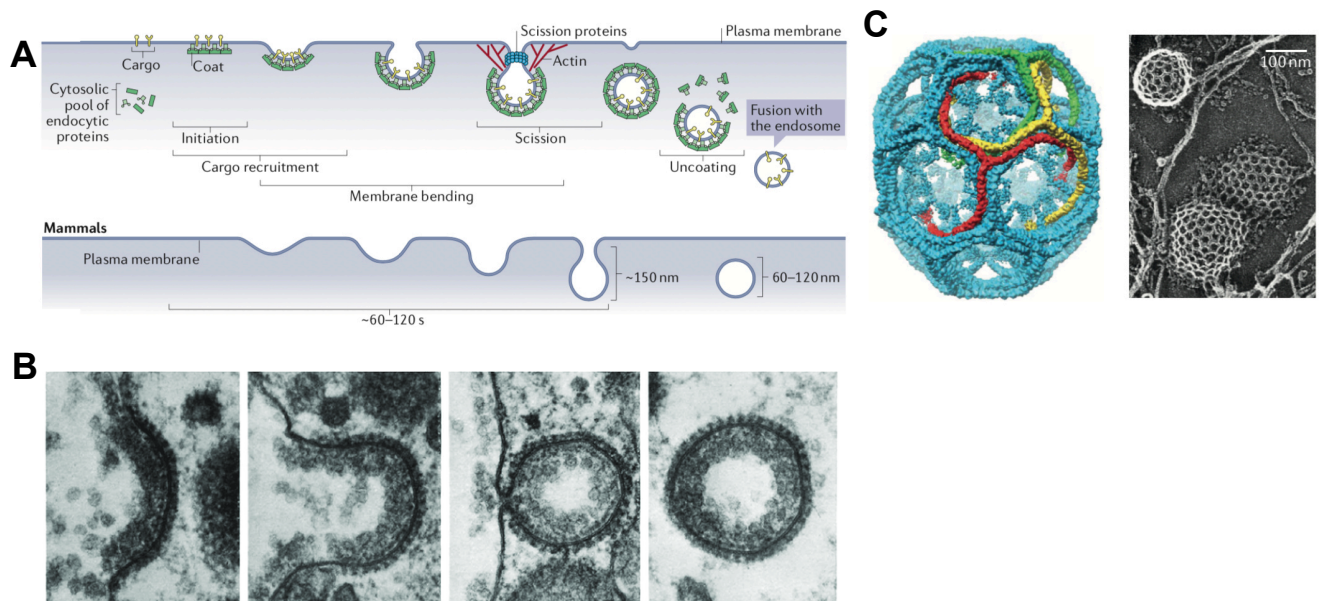 A
Cargo
Coat
Scission proteins
Actin
Plasma membrane
Cytosolic
pool of
endocytic
proteins
Initiation
Scission
Fusion with
the endosome
Cargo recruitment
Uncoating
Membrane bending
Mammals
Plasma membrane
~150 nm
60–120 nm
~60–120 s
B
C
100 nm